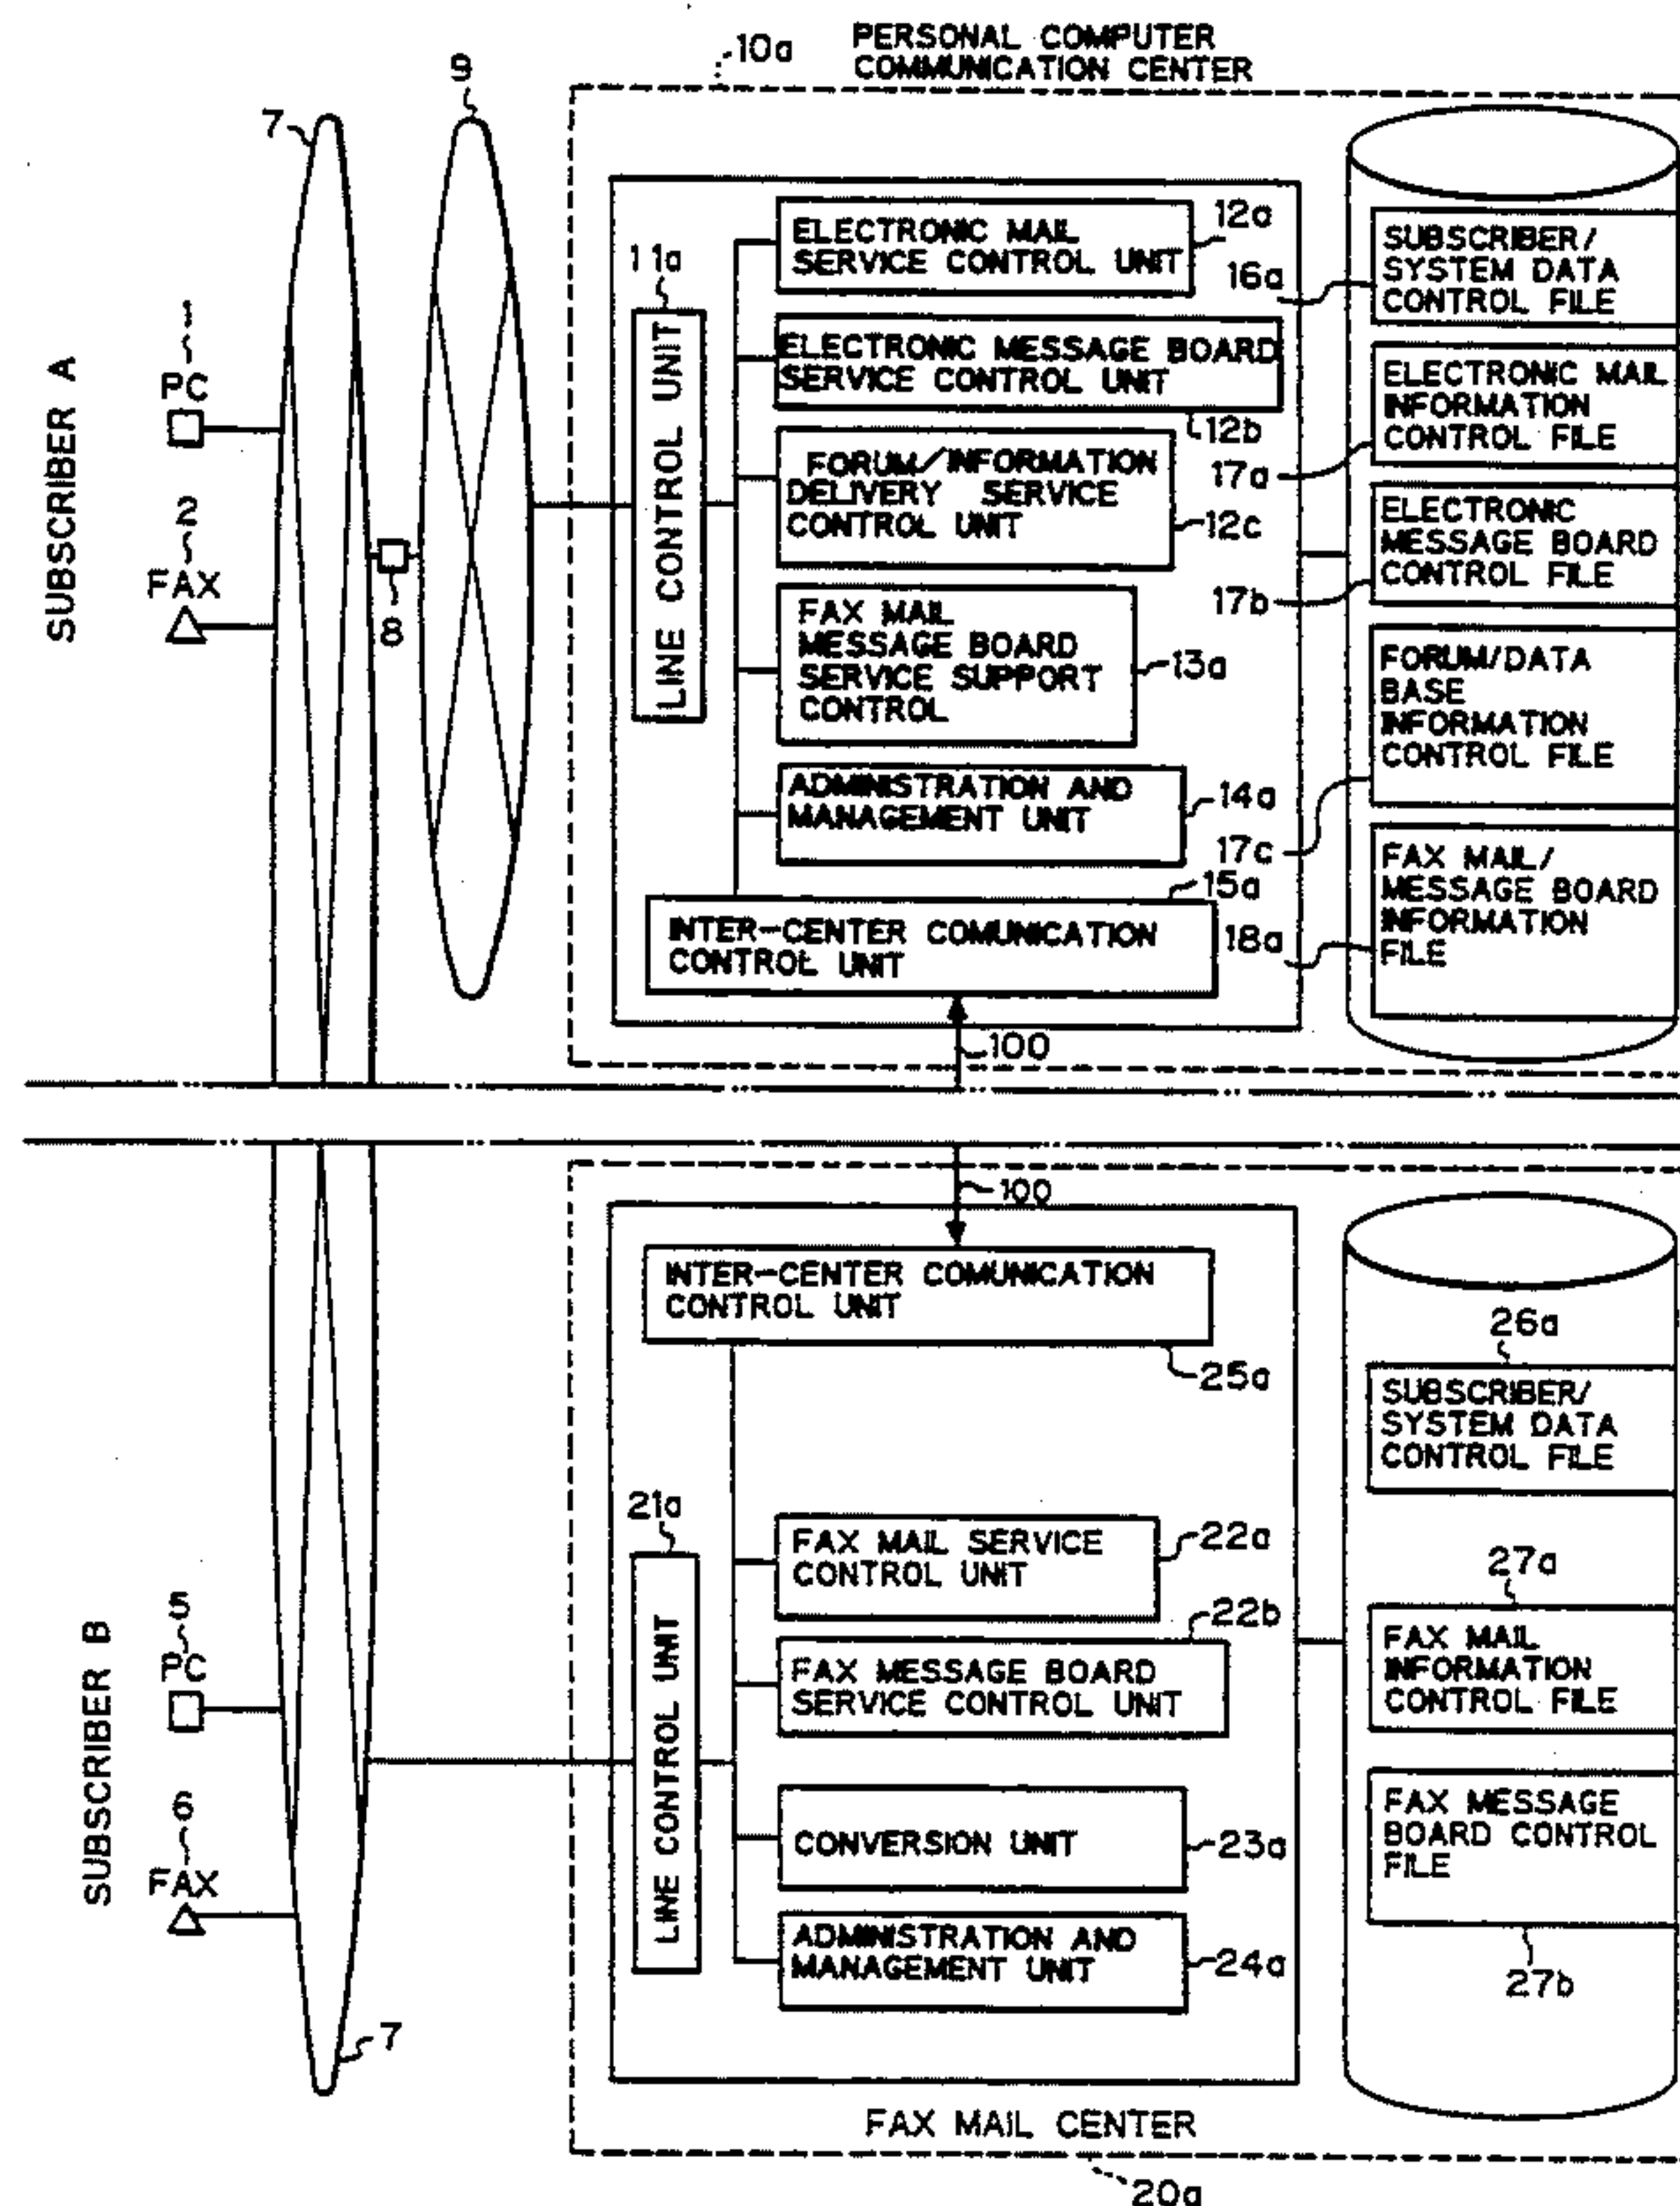 10a
PERSONAL COMPUTER
COMMUNICATION CENTER
9
7
SUBSCRIBER A
1
PC
2
FAX
8
11a
LINE CONTROL UNIT
ELECTRONIC MAIL
SERVICE CONTROL UNIT
12a
ELECTRONIC MESSAGE BOARD
SERVICE CONTROL UNIT
12b
FORUM/INFORMATION
DELIVERY SERVICE
CONTROL UNIT
12c
FAX MAIL
MESSAGE BOARD
SERVICE SUPPORT
CONTROL
13a
ADMINISTRATION AND
MANAGEMENT UNIT
14a
15a
INTER-CENTER COMUNICATION
CONTROL UNIT
100
16a
SUBSCRIBER/
SYSTEM DATA
CONTROL FILE
ELECTRONIC MAIL
INFORMATION
CONTROL FILE
17a
ELECTRONIC
MESSAGE BOARD
CONTROL FILE
17b
FORUM/DATA
BASE
INFORMATION
CONTROL FILE
17c
FAX MAIL/
MESSAGE BOARD
INFORMATION
FILE
18a
100
INTER-CENTER COMUNICATION
CONTROL UNIT
25a
SUBSCRIBER B
5
PC
6
FAX
7
21a
LINE CONTROL UNIT
FAX MAIL SERVICE
CONTROL UNIT
22a
22b
FAX MESSAGE BOARD
SERVICE CONTROL UNIT
CONVERSION UNIT
23a
ADMINISTRATION AND
MANAGEMENT UNIT
24a
26a
SUBSCRIBER/
SYSTEM DATA
CONTROL FILE
27a
FAX MAIL
INFORMATION
CONTROL FILE
FAX MESSAGE
BOARD CONTROL
FILE
27b
FAX MAIL CENTER
20a